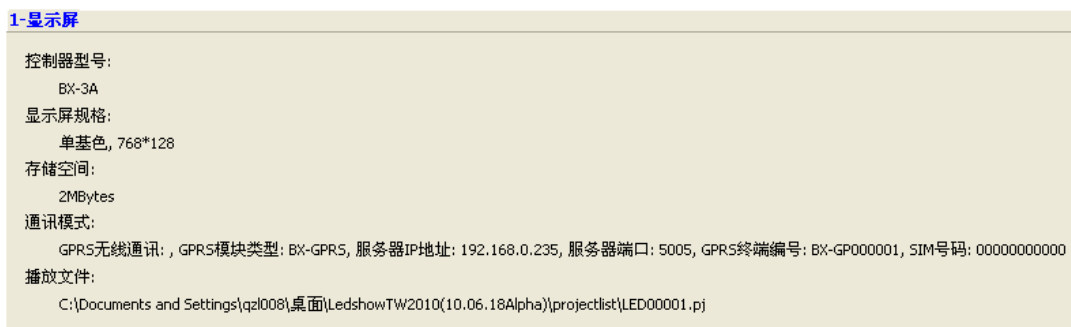 1-显示屏
控制器型号:
BX-3A
显示屏规格:
单基色, 768*128
存储空间:
2MBytes
通讯模式:
GPRS无线通讯: , GPRS模块类型: BX-GPRS, 服务器IP地址: 192.168.0.235, 服务器端口: 5005, GPRS终端编号: BX-GP000001, SIM号码: 00000000000
播放文件:
C:\Documents and Settings\qzl008\桌面\LedshowTW2010(10.06.18Alpha)\projectlist\LED00001.pj